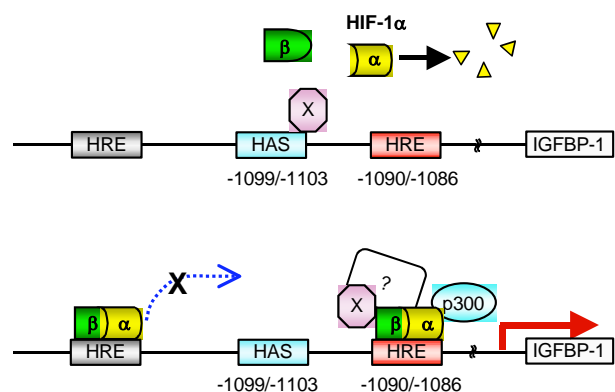 HIF-1α
β
α
X
HRE
HAS
HRE
IGFBP-1
-1099/-1103
-1090/-1086
X
?
X
p300
β
α
β
α
HRE
HAS
HRE
IGFBP-1
-1099/-1103
-1090/-1086